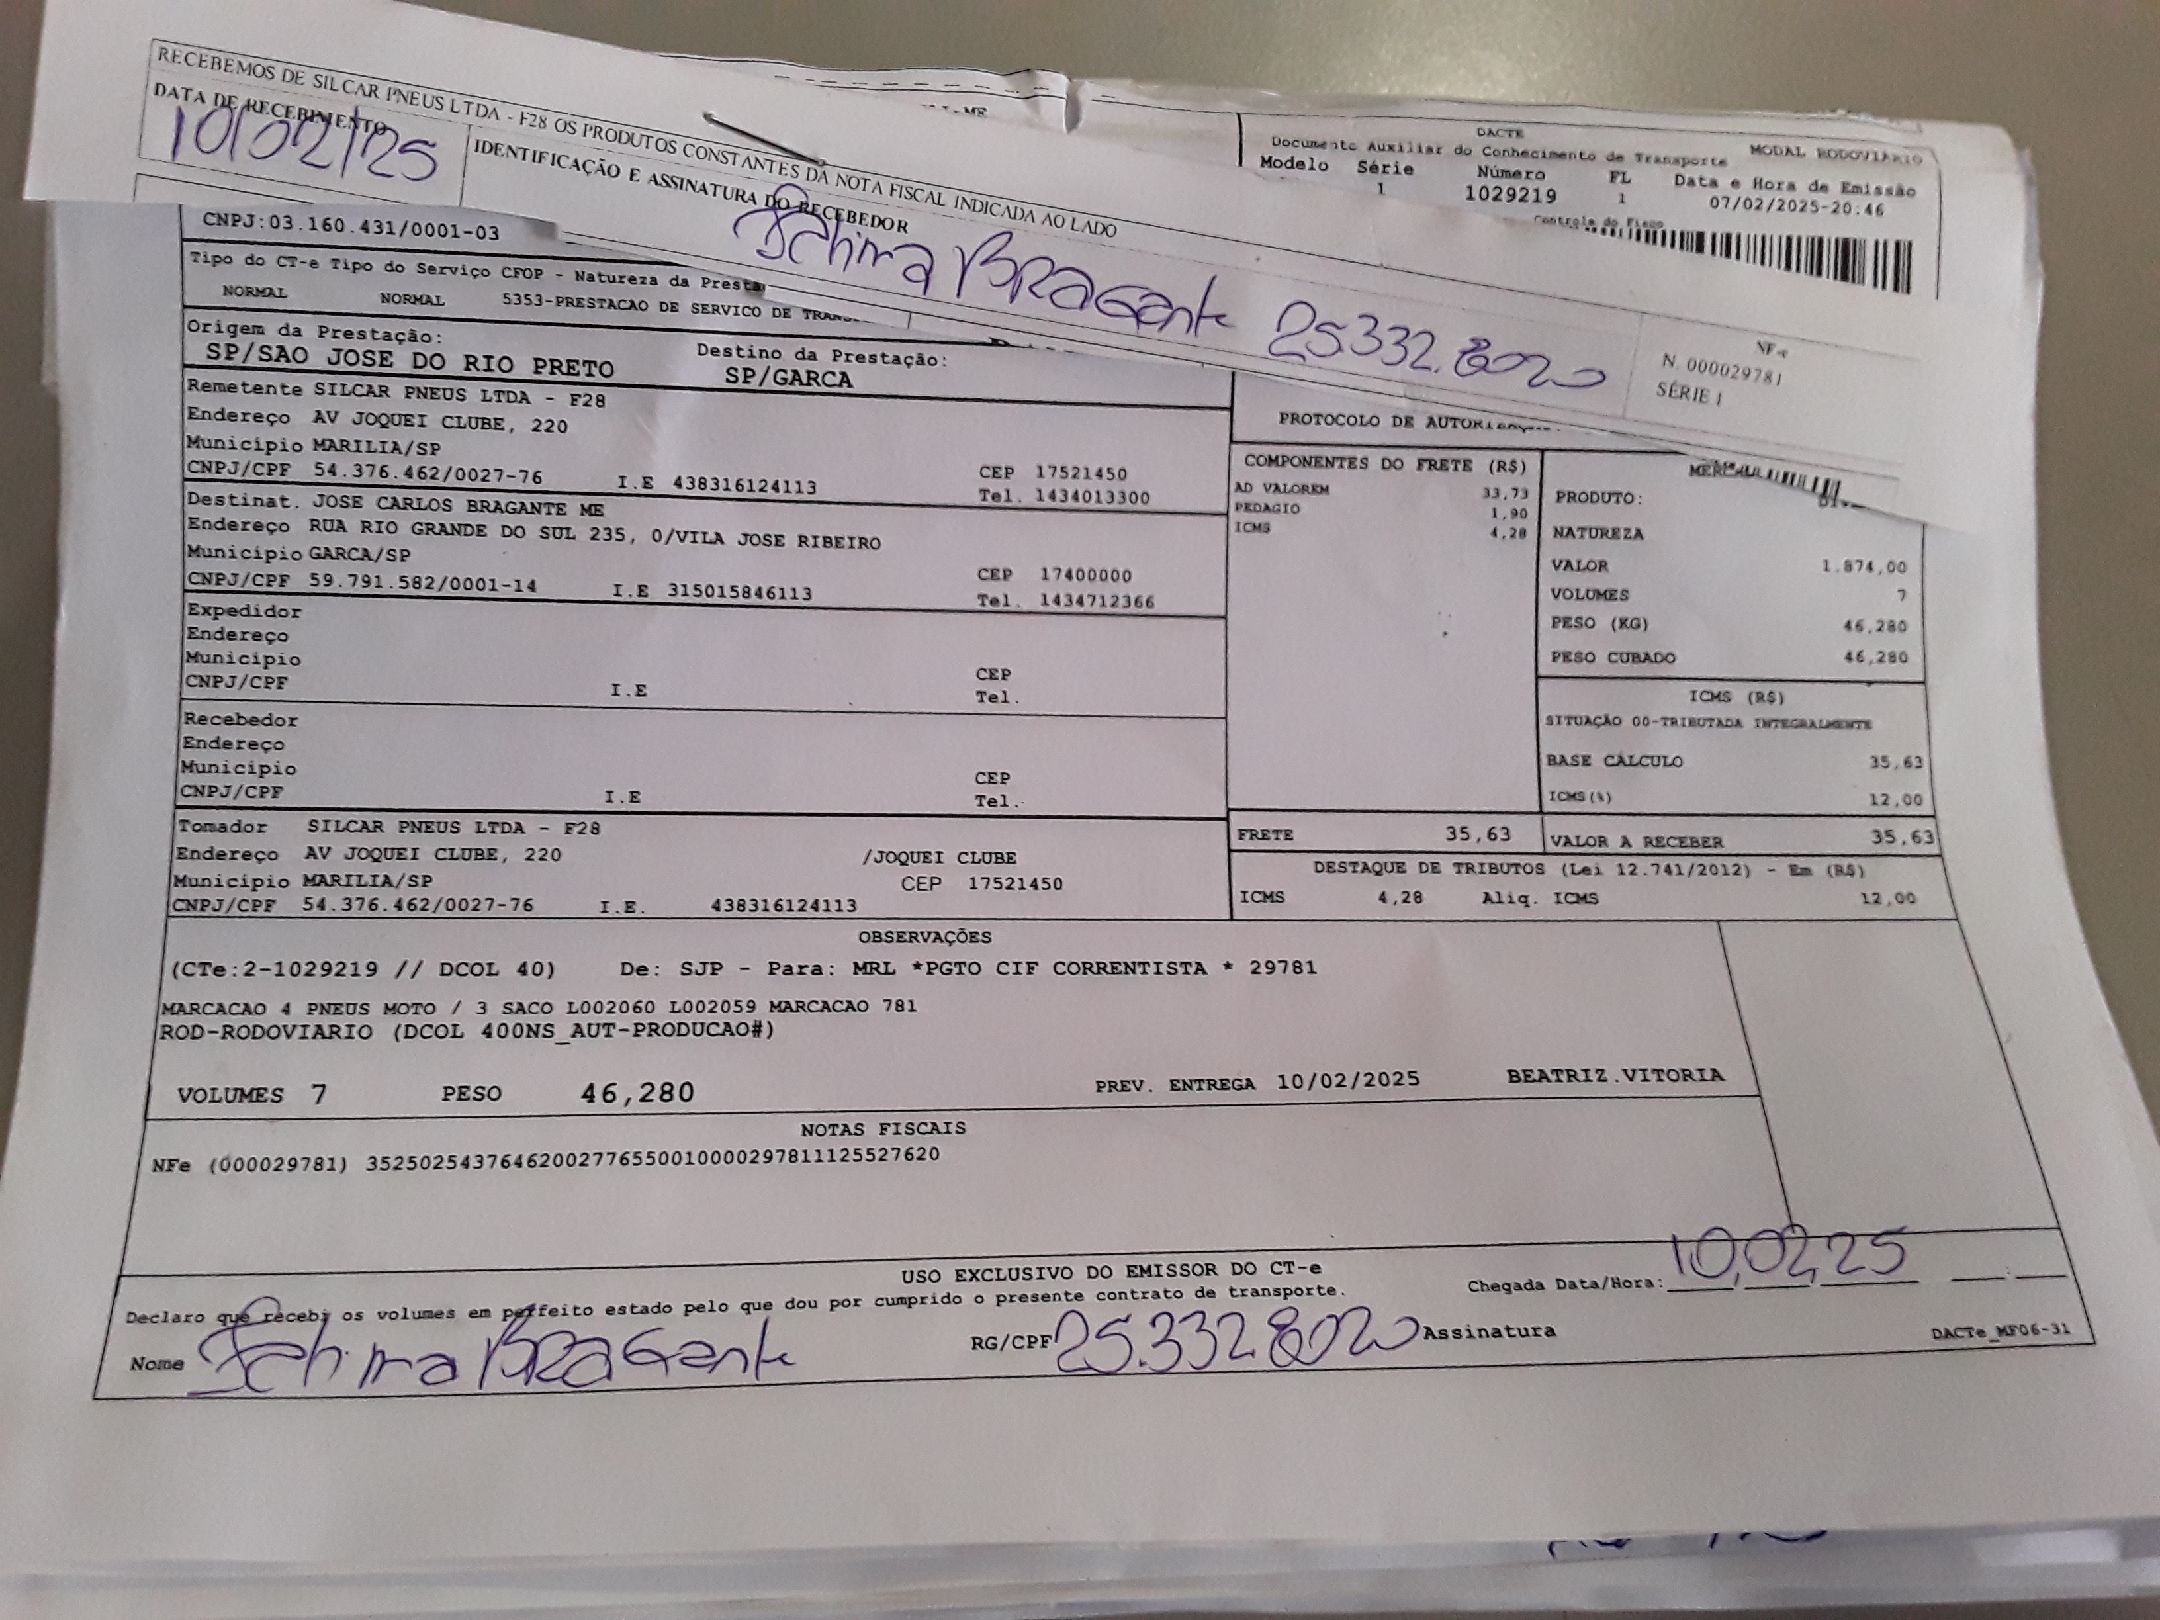 RECEBEMOS DE SILCAR PNEUS LTDA - F28 OS PRODUTOS CONSTANTES DA NOTA FISCAL INDICADA AO LADO
DATA DE RECEBIMENTO
10/02/25
IDENTIFICAÇÃO E ASSINATURA DO RECEBEDOR
Bragante 25.332.802
NFe
N. 000029781
SÉRIE 1
DACTE
Documento Auxiliar do Conhecimento de Transporte MODAL RODOVIARIO
Modelo Série Número FL Data e Hora de Emissão
1 1029219 1 07/02/2025-20:46
Controle do Fisco
CNPJ:03.160.431/0001-03
Tipo do CT-e Tipo do Serviço CFOP - Natureza da
NORMAL NORMAL 5353-PRESTACAO DE SERVICO DE
Origem da Prestação: Destino da Prestação:
SP/SAO JOSE DO RIO PRETO SP/GARCA
PROTOCOLO DE
Remetente SILCAR PNEUS LTDA - F28
Endereço AV JOQUEI CLUBE, 220
Município MARILIA/SP
CNPJ/CPF 54.376.462/0027-76 I.E 438316124113 CEP 17521450
Tel. 1434013300
Destinat. JOSE CARLOS BRAGANTE ME
Endereço RUA RIO GRANDE DO SUL 235, 0/VILA JOSE RIBEIRO
Município GARCA/SP
CNPJ/CPF 59.791.582/0001-14 I.E 315015846113 CEP 17400000
Tel. 1434712366
Expedidor
Endereço
Município
CNPJ/CPF I.E CEP
Tel.
Recebedor
Endereço
Município
CNPJ/CPF I.E CEP
Tel.
Tomador SILCAR PNEUS LTDA - F28
Endereço AV JOQUEI CLUBE, 220 /JOQUEI CLUBE
Município MARILIA/SP CEP 17521450
CNPJ/CPF 54.376.462/0027-76 I.E. 438316124113
COMPONENTES DO FRETE (R$)
AD VALOREM 33,73
PEDAGIO 1,90
ICMS 4,28
PRODUTO:
NATUREZA
VALOR 1.874,00
VOLUMES 7
PESO (KG) 46,280
PESO CUBADO 46,280
ICMS (R$)
SITUAÇÃO 00-TRIBUTADA INTEGRALMENTE
BASE CÁLCULO 35,63
ICMS(%) 12,00
FRETE 35,63 VALOR A RECEBER 35,63
DESTAQUE DE TRIBUTOS (Lei 12.741/2012) - Em (R$)
ICMS 4,28 Aliq. ICMS 12,00
OBSERVAÇÕES
(CTe:2-1029219 // DCOL 40) De: SJP - Para: MRL *PGTO CIF CORRENTISTA * 29781
MARCACAO 4 PNEUS MOTO / 3 SACO L002060 L002059 MARCACAO 781
ROD-RODOVIARIO (DCOL 400NS_AUT-PRODUCAO#)
VOLUMES 7 PESO 46,280 PREV. ENTREGA 10/02/2025 BEATRIZ.VITORIA
NOTAS FISCAIS
NFe (000029781) 35250254376462002776550010000297811125527620
USO EXCLUSIVO DO EMISSOR DO CT-e
Declaro que recebi os volumes em perfeito estado pelo que dou por cumprido o presente contrato de transporte.
Chegada Data/Hora: 10,02,25 :
Nome Bragante RG/CPF 25.332.802 Assinatura
DACTe_MF06-31